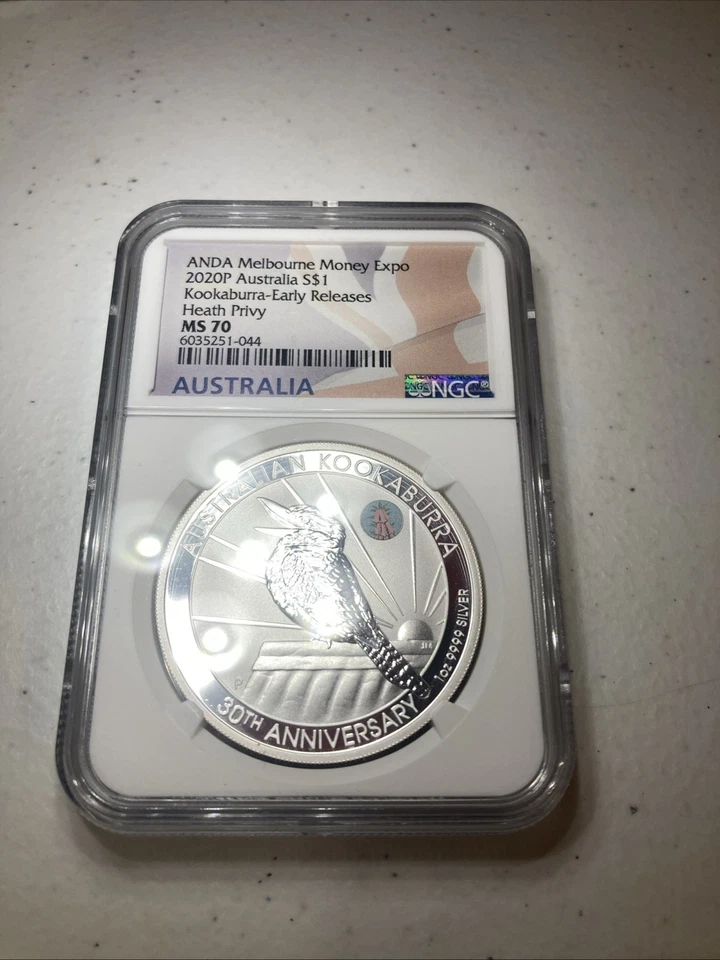 ANDA Melbourne Money Expo
2020P Australia S$1
Kookaburra-Early Releases
Heath Privy
MS 70
6035251-044
AUSTRALIA
NGC
AUSTRALIAN KOOKABURRA
1oz 9999 SILVER
30TH ANNIVERSARY
P